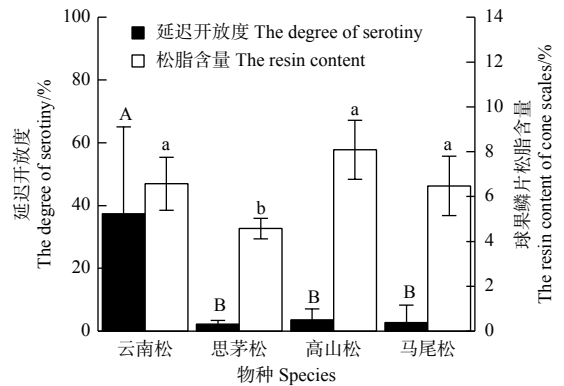 延迟开放度 The degree of serotiny
松脂含量 The resin content
延迟开放度
The degree of serotiny/%
100
80
60
40
20
0
A
a
B
b
B
a
B
a
14
12
10
8
6
4
2
0
球果鳞片松脂含量
The resin content of cone scales/%
云南松 思茅松 高山松 马尾松
物种 Species